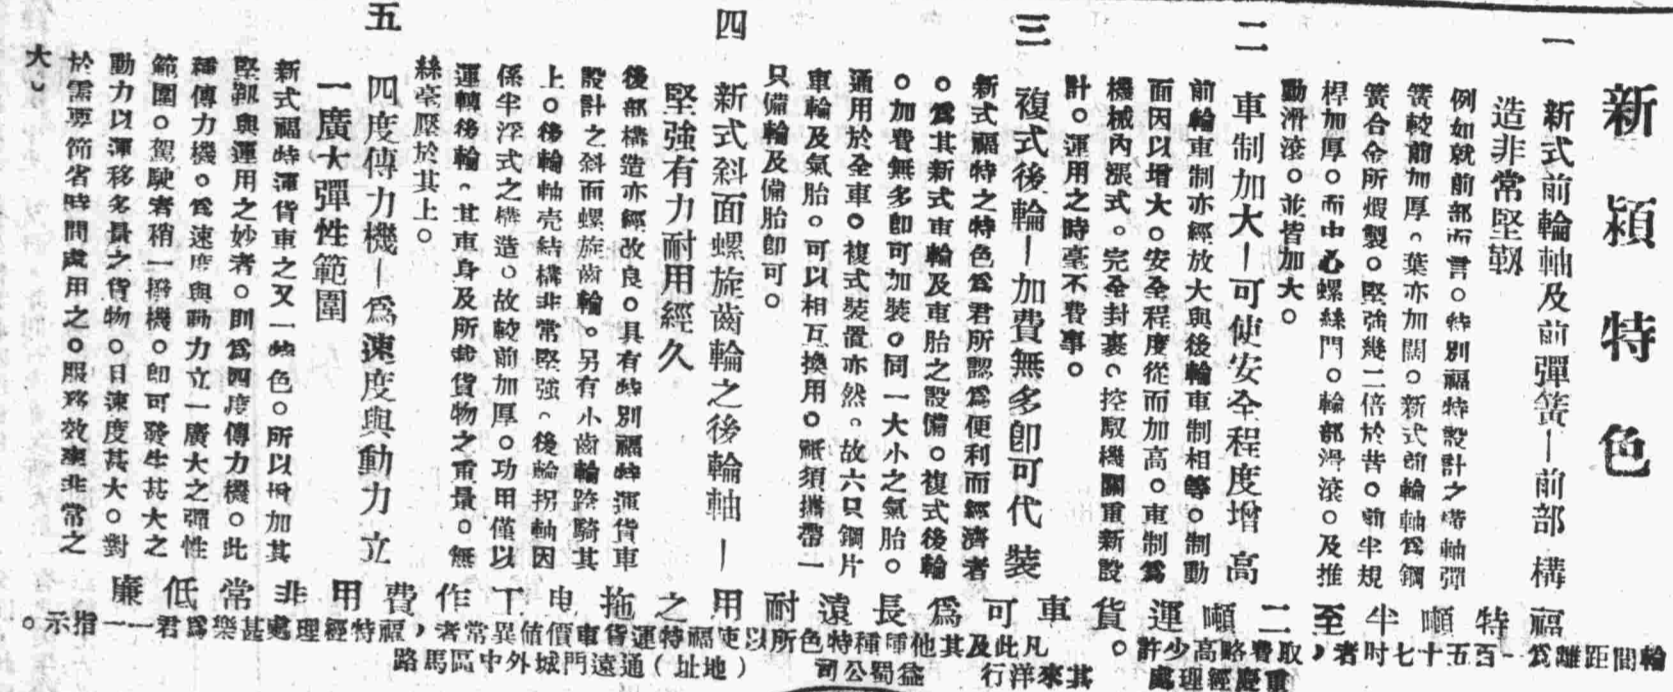 新穎特色
一 新式前輪軸及前彈簧—前部構
造非常堅韌
例如就前部而言。特別福特設計之帶軸彈
簧較前加厚。葉亦加闊。新式前輪軸爲鋼
簧合金所煆製。堅強幾二倍於昔。前半規
桿加厚。而中心螺絲門。輪部滑滾。及推
動滑滾。並皆加大。
二 車制加大—可使安全程度增高
前輪車制亦經放大與後輪車制相等。制動
面因以增大。安全程度從而加高。車制爲
機械內漲式。完全封裹。控馭機關重新設
計。運用之時毫不費事。
三 複式後輪—加費無多卽可代裝
新式福特之特色爲君所認爲便利而經濟者
。爲其新式車輪及車胎之設備。複式後輪
。加費無多卽可加裝。同一大小之氣胎。
通用於全車。複式裝置亦然。故六只鋼片
車輪及氣胎。可以相互換用。祇須攜帶一
只備輪及備胎卽可。
四 新式斜面螺旋齒輪之後輪軸—
堅強有力耐用經久
後部構造亦經改良。具有特別福特運貨車
設計之斜面螺旋齒輪。另有小齒輪跨騎其
上。後輪軸壳結構非常堅強。後輪拐軸因
係半浮式之構造。故較前加厚。功用僅以
運轉後輪。其車身及所載貨物之重量。無
絲毫壓於其上。
五 四度傳力機—爲速度與動力立
一廣大彈性範圍
新式福特運貨車之又一特色。所以增加其
堅韌與運用之妙者。則爲四度傳力機。此
種傳力機。爲速度與動力立一廣大之彈性
範圍。駕駛者稍一撥機。卽可發生甚大之
動力以運移多量之貨物。日速度甚大。對
於需要節省時間處用之。服務效率非常之
大。
福特噸半至二噸運貨車可爲長遠耐用之拖曳工作費用非常低廉
輪間距離爲一百五十七吋者，取費略高少許。
凡此及其他種種特色所以使福特運貨車價值異常者，福特經理處甚樂爲君一一指示。
重慶經理處
其來洋行
益蜀公司
（地址）
通遠門城外中區馬路